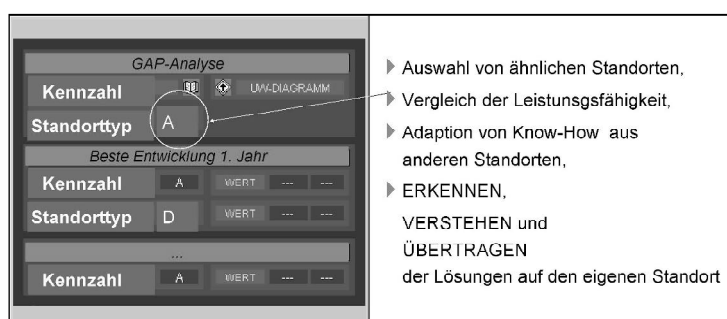 GAP-Analyse
Kennzahl UW-DIAGRAMM
Standorttyp A
Beste Entwicklung 1. Jahr
Kennzahl A WERT --- ---
Standorttyp D WERT --- ---
...
Kennzahl A WERT --- ---
Auswahl von ähnlichen Standorten,
Vergleich der Leistunsgsfähigkeit,
Adaption von Know-How aus
anderen Standorten,
ERKENNEN,
VERSTEHEN und
ÜBERTRAGEN
der Lösungen auf den eigenen Standort